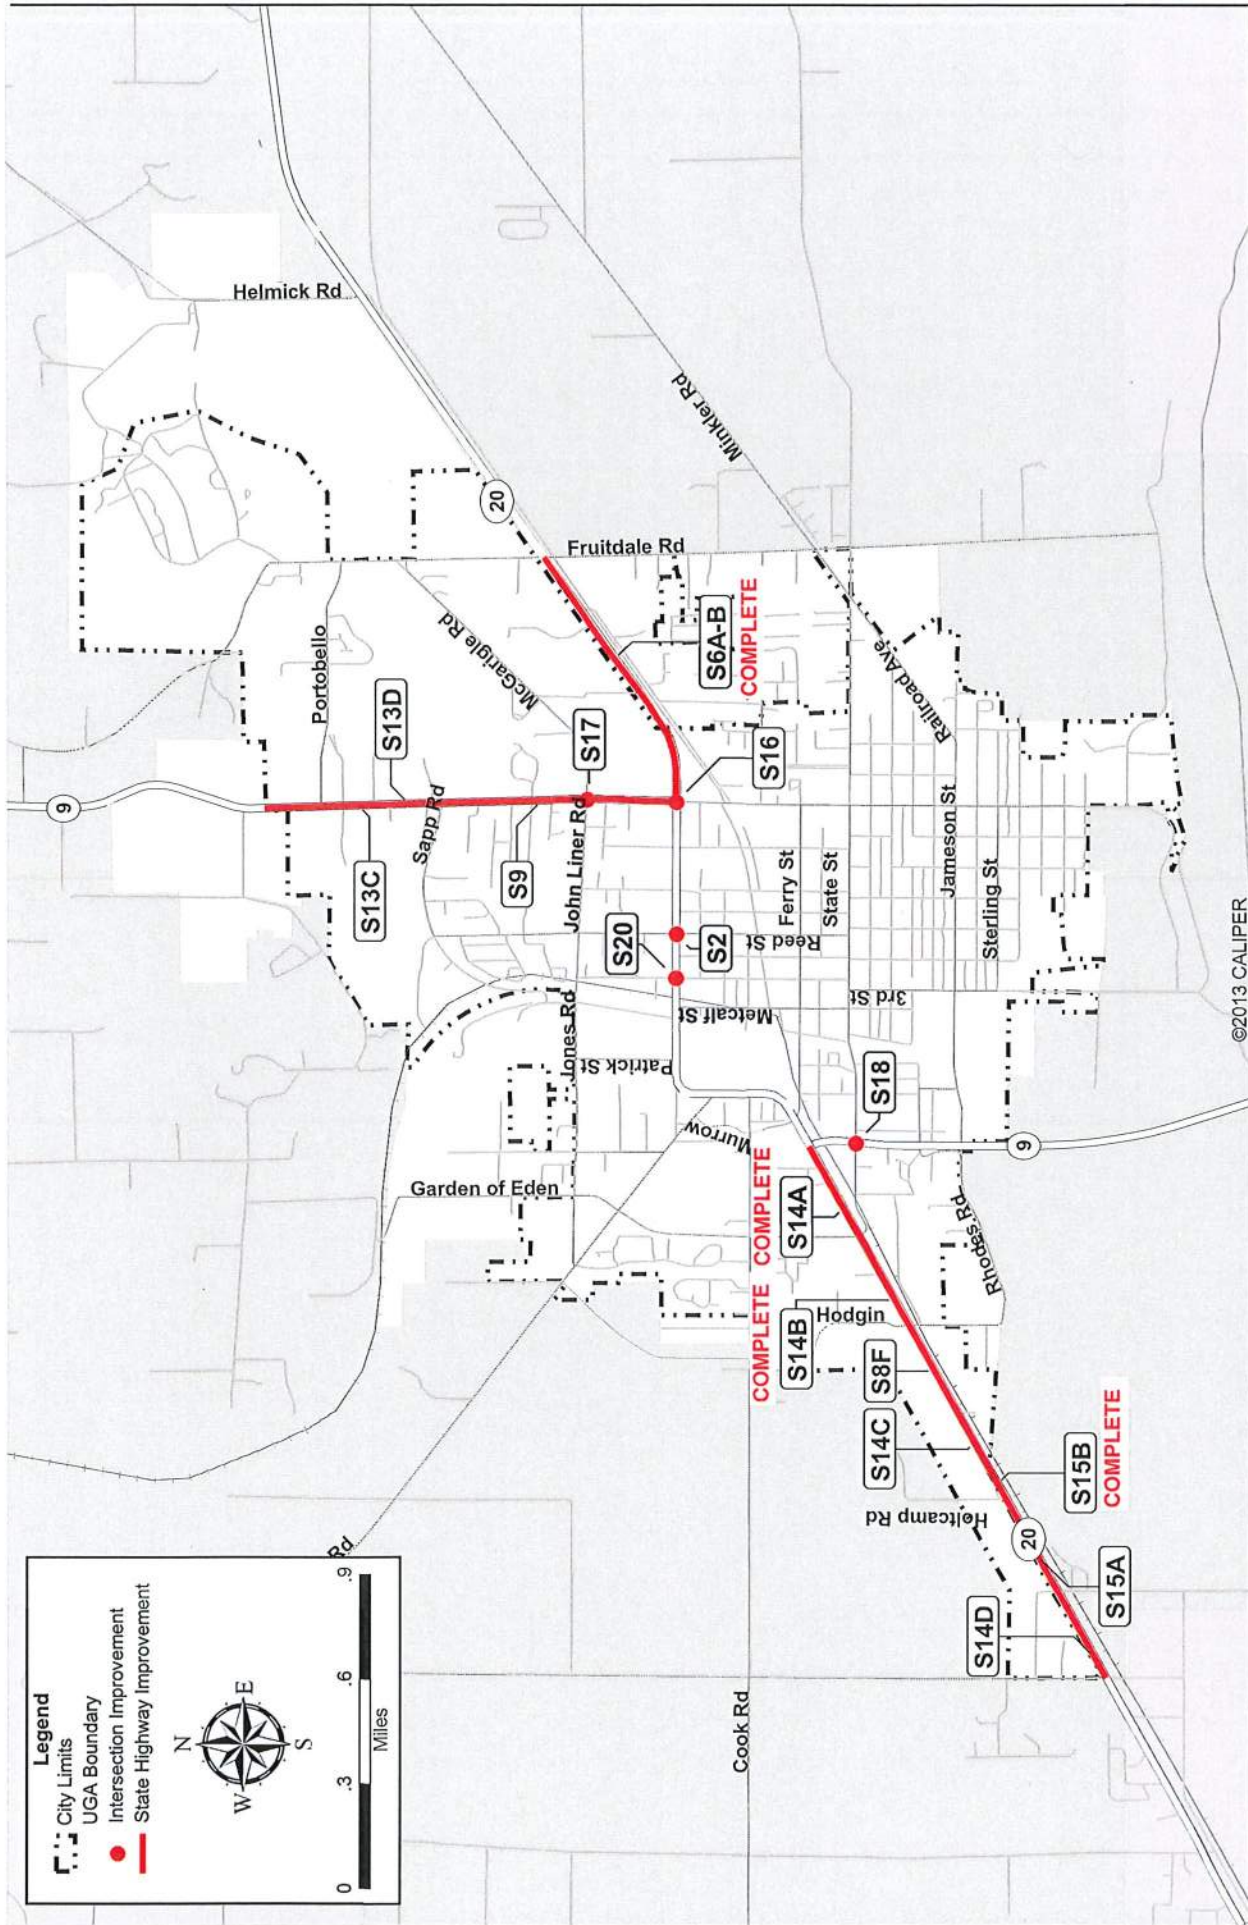 Legend
City Limits
UGA Boundary
Intersection Improvement
State Highway Improvement
N
W
E
S
0
.3
.6
.9
Miles
Rd
Cook Rd
S14D
S15A
20
Holtcamp Rd
S15B
COMPLETE
S14C
S8F
COMPLETE
S14B
Hodgin
COMPLETE
S14A
Rhodes Rd
Garden of Eden
Murrow
S18
9
Patrick St
Jones Rd
Metcalf St
3rd St
S20
S2
Reed St
John Liner Rd
Ferry St
State St
Jameson St
Sterling St
S13C
Sapp Rd
S9
S13D
9
Portobello
S17
S16
McGarigle Rd
S6A-B
COMPLETE
Railroad Ave
Fruitdale Rd
20
Minkler Rd
Helmick Rd
©2013 CALIPER